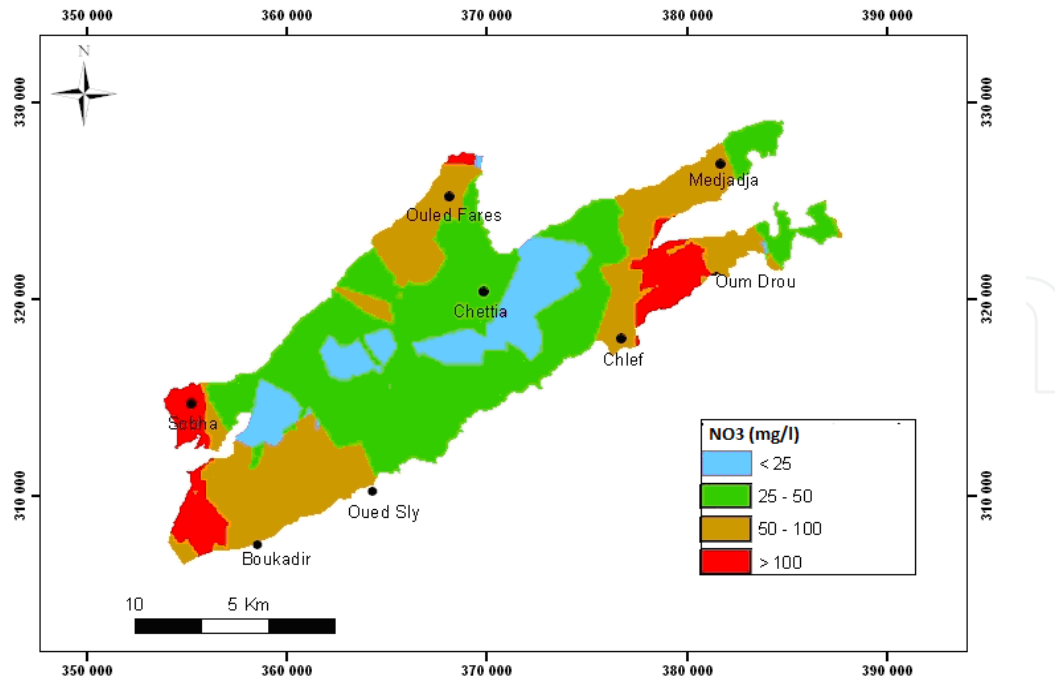 350 000 360 000 370 000 380 000 390 000
N
330 000 330 000
Medjadja
Ouled Fares
Oum Drou
320 000 320 000
Chettia
Chlef
Sobha
NO3 (mg/l)
< 25
25 - 50
50 - 100
> 100
310 000 310 000
Oued Sly
Boukadir
10 5 Km
350 000 360 000 370 000 380 000 390 000